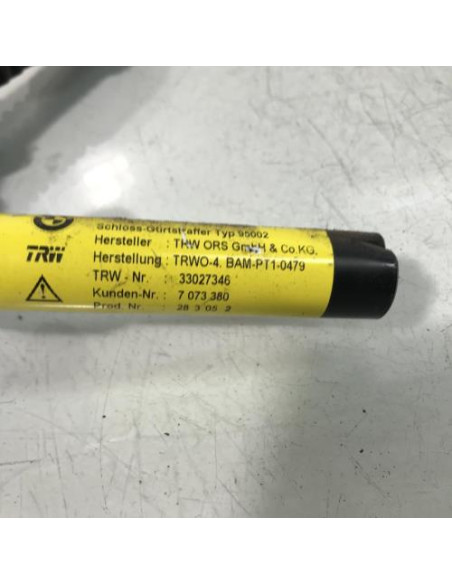 Schloss-Gurtstraffer Typ 95002
Hersteller : TRW ORS GmbH & Co.KG.
TRW
Herstellung : TRWO-4, BAM-PT1-0479
TRW - Nr. : 33027346
Kunden-Nr. : 7 073 380
Prod. Nr. : 28 3 05 2